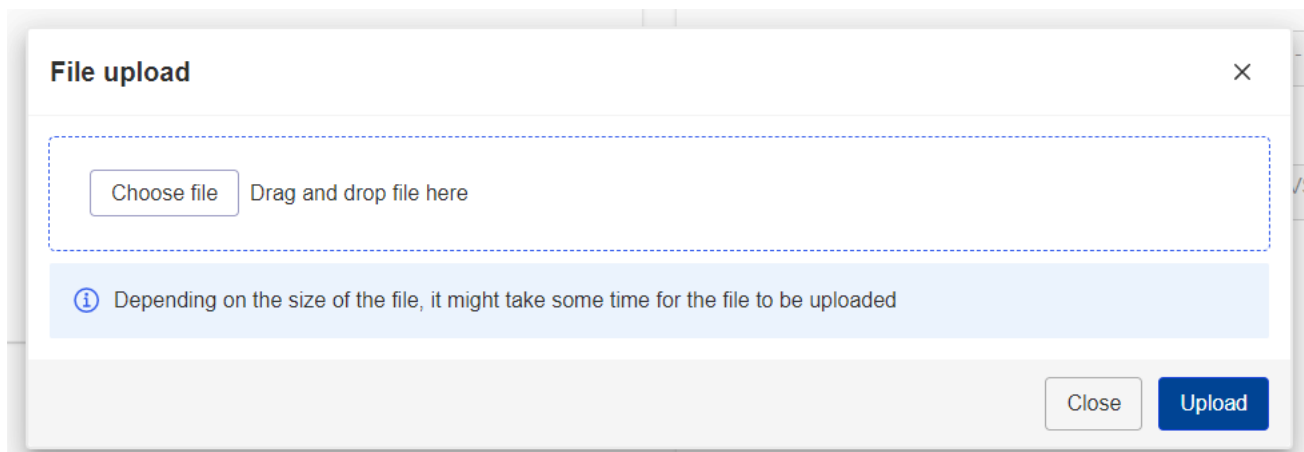 File upload
Choose file Drag and drop file here
Depending on the size of the file, it might take some time for the file to be uploaded
Close Upload